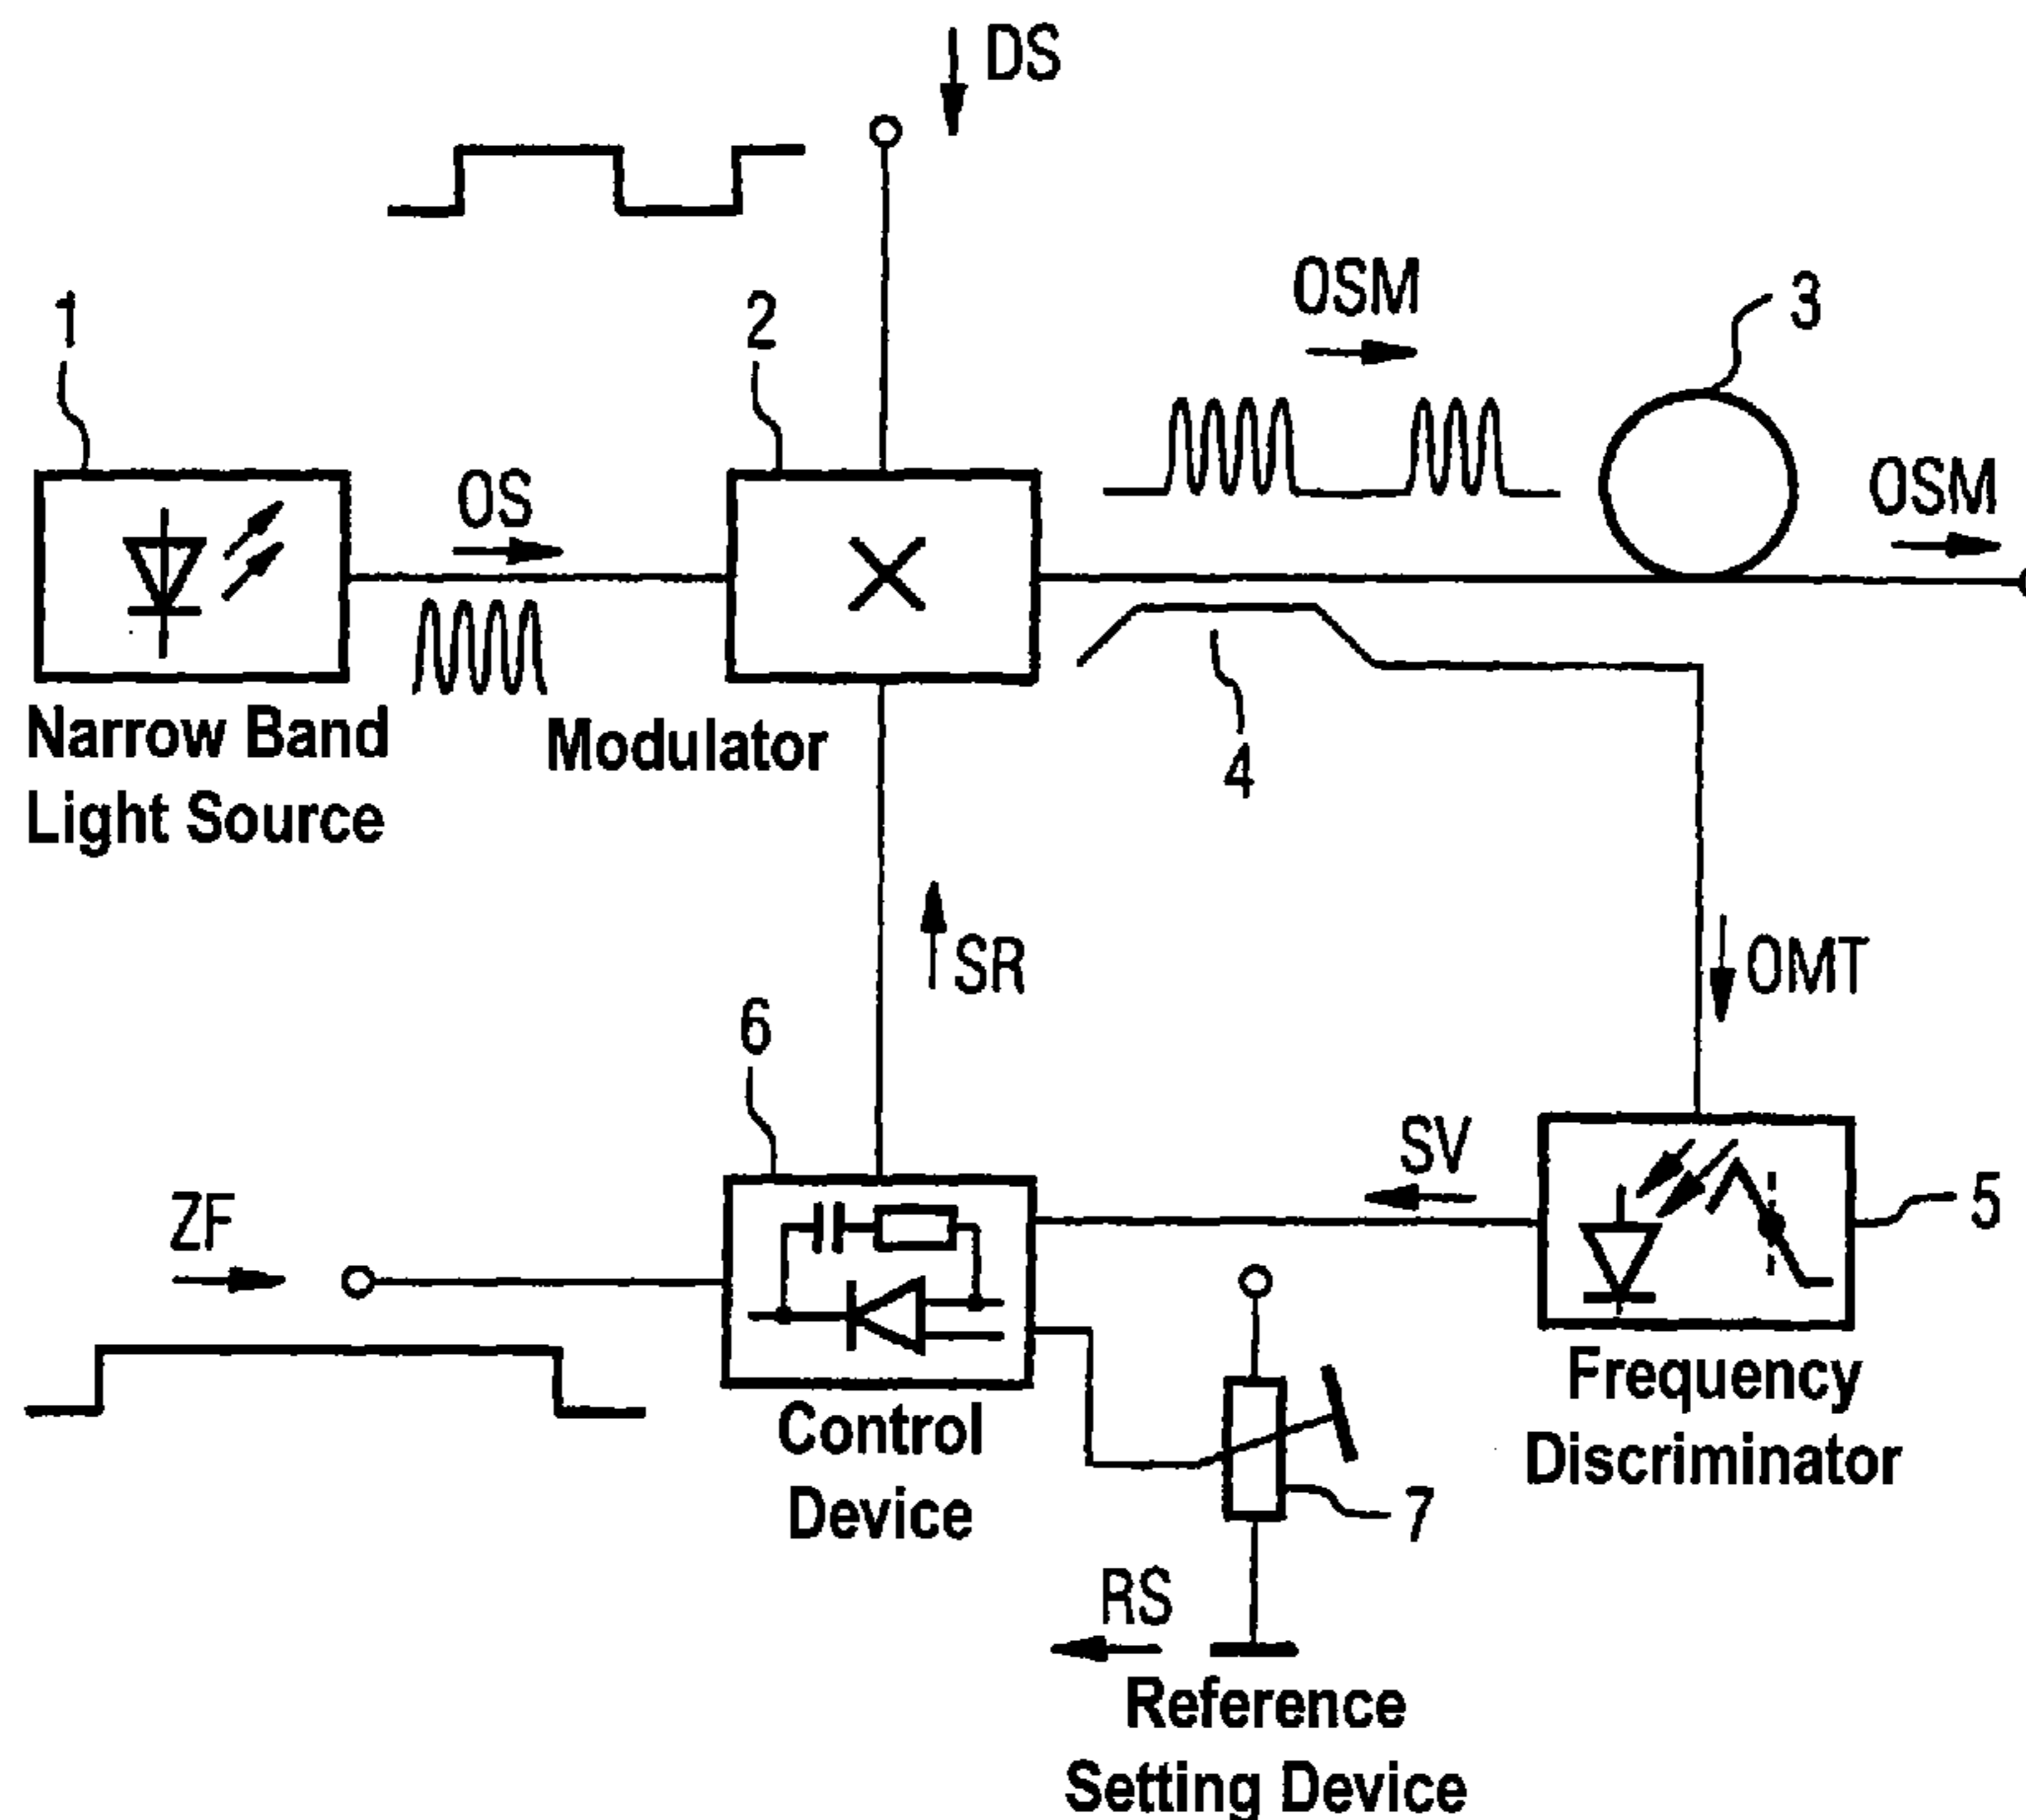 DS
OSM
3
1
2
OS
OSM
Narrow Band
Light Source
Modulator
4
SR
OMT
6
SV
ZF
5
Control
Device
Frequency
Discriminator
7
RS
Reference
Setting Device